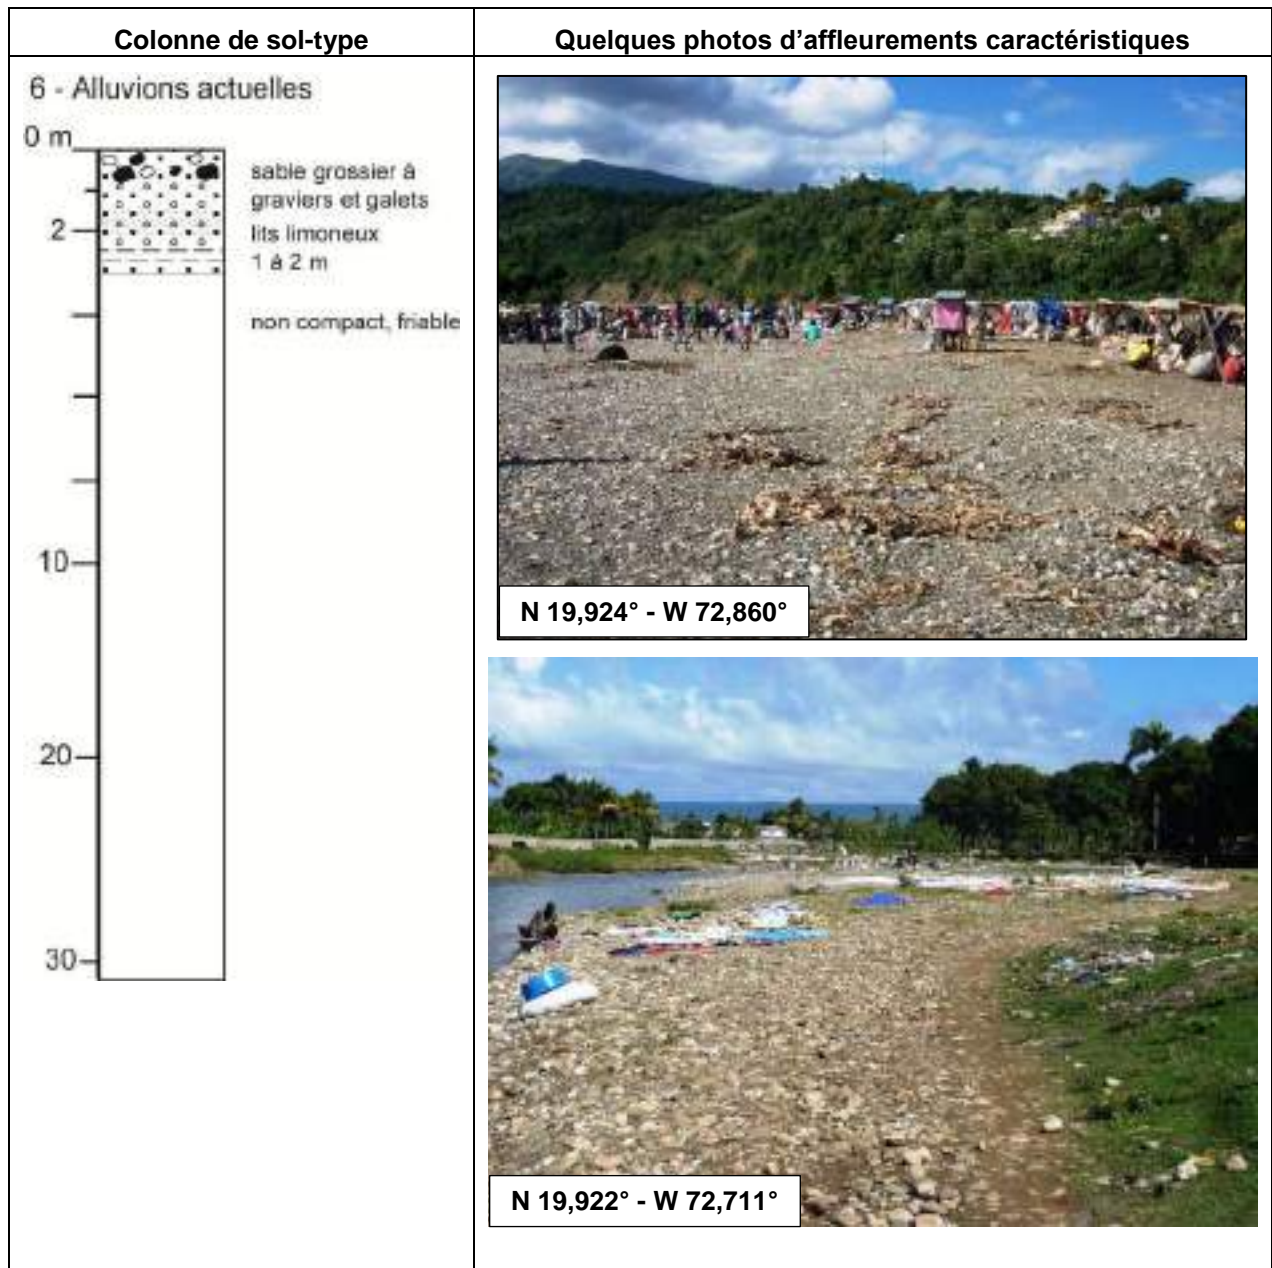 Colonne de sol-type
Quelques photos d’affleurements caractéristiques
6 - Alluvions actuelles
0 m
sable grossier à
graviers et galets
2
lits limoneux
1 à 2 m
non compact, friable
10
20
30
N 19,924° - W 72,860°
N 19,922° - W 72,711°